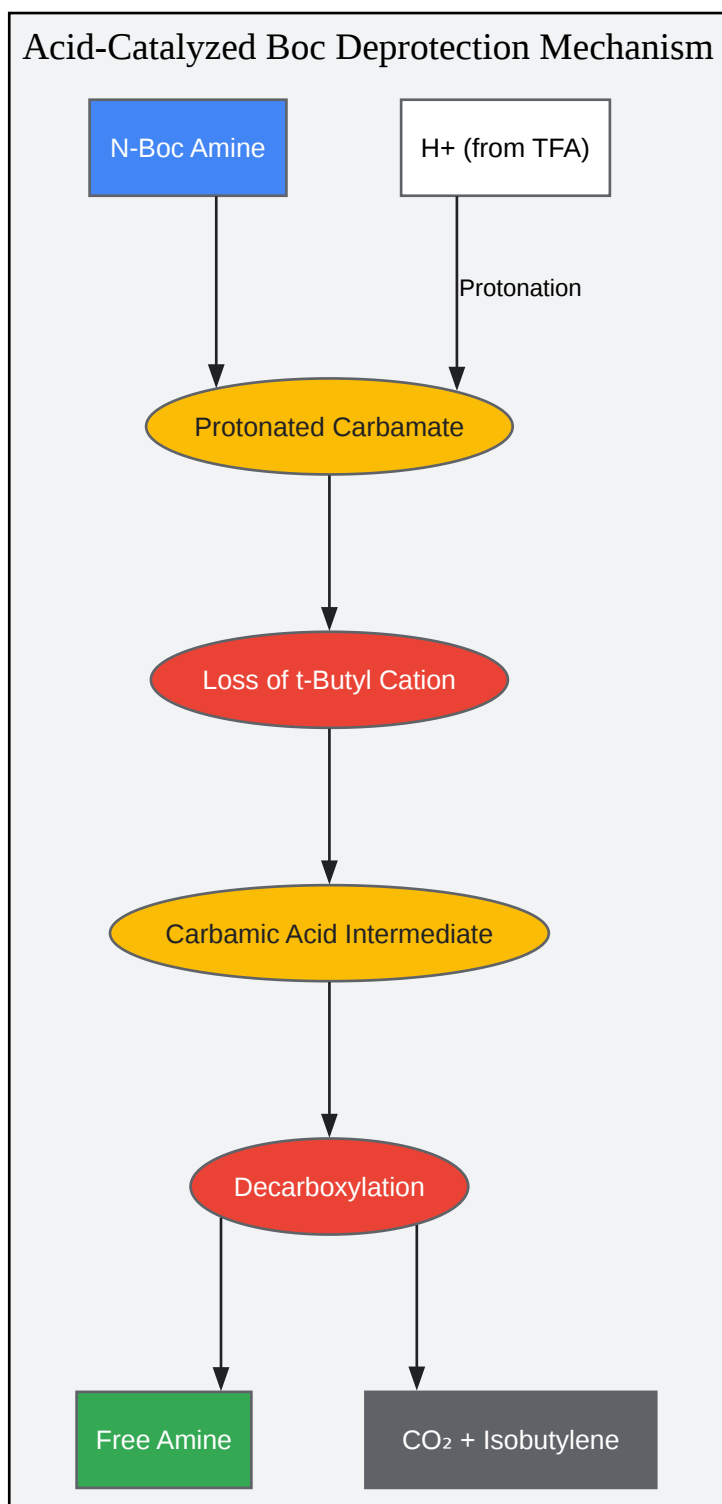 Acid-Catalyzed Boc Deprotection Mechanism
N-Boc Amine
H+ (from TFA)
Protonation
Protonated Carbamate
Loss of t-Butyl Cation
Carbamic Acid Intermediate
Decarboxylation
Free Amine
CO₂ + Isobutylene